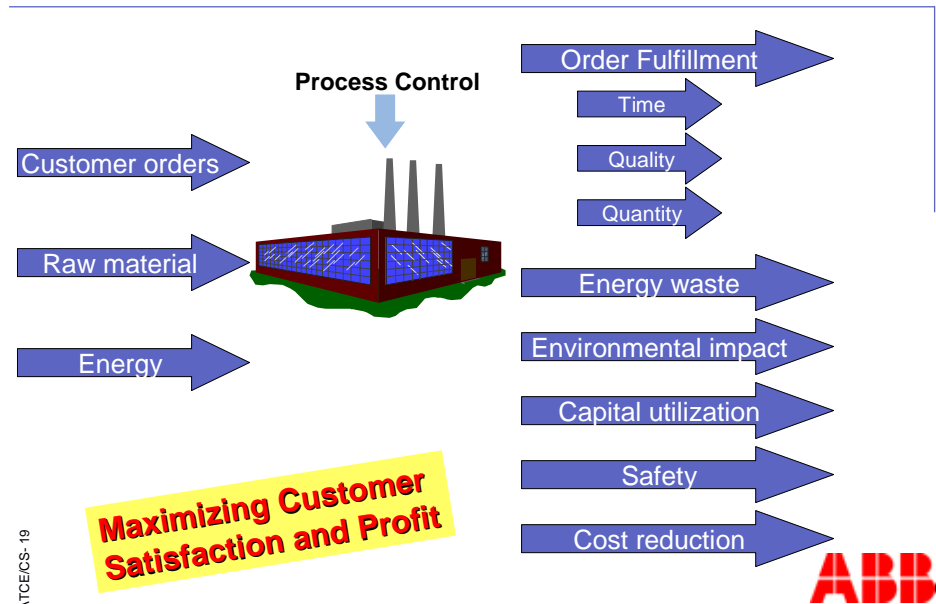 Process Control
Customer orders
Raw material
Energy
Order Fulfillment
Time
Quality
Quantity
Energy waste
Environmental impact
Capital utilization
Safety
Cost reduction
Maximizing Customer
Satisfaction and Profit
ATCE/CS- 19
ABB